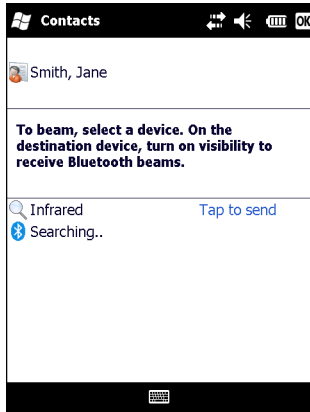 Contacts
OK
Smith, Jane
To beam, select a device. On the
destination device, turn on visibility to
receive Bluetooth beams.
Infrared Tap to send
Searching..